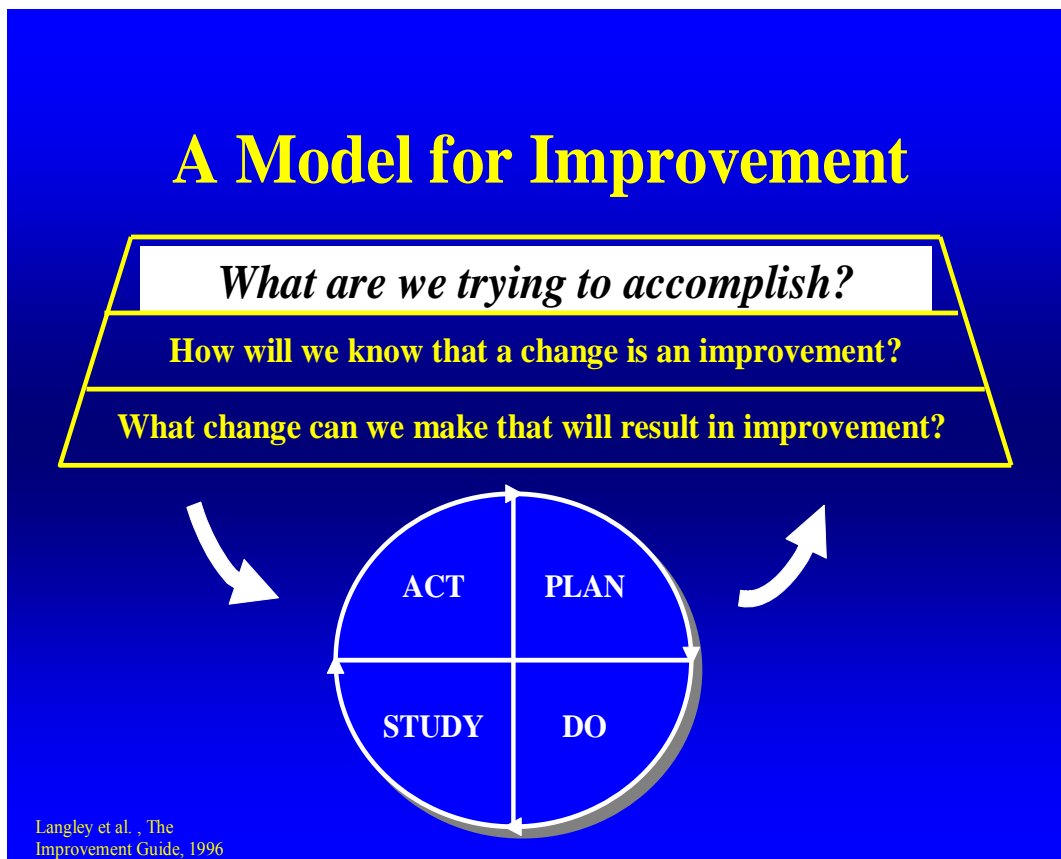 A Model for Improvement
What are we trying to accomplish?
How will we know that a change is an improvement?
What change can we make that will result in improvement?
ACT
PLAN
STUDY
DO
Langley et al. , The
Improvement Guide, 1996